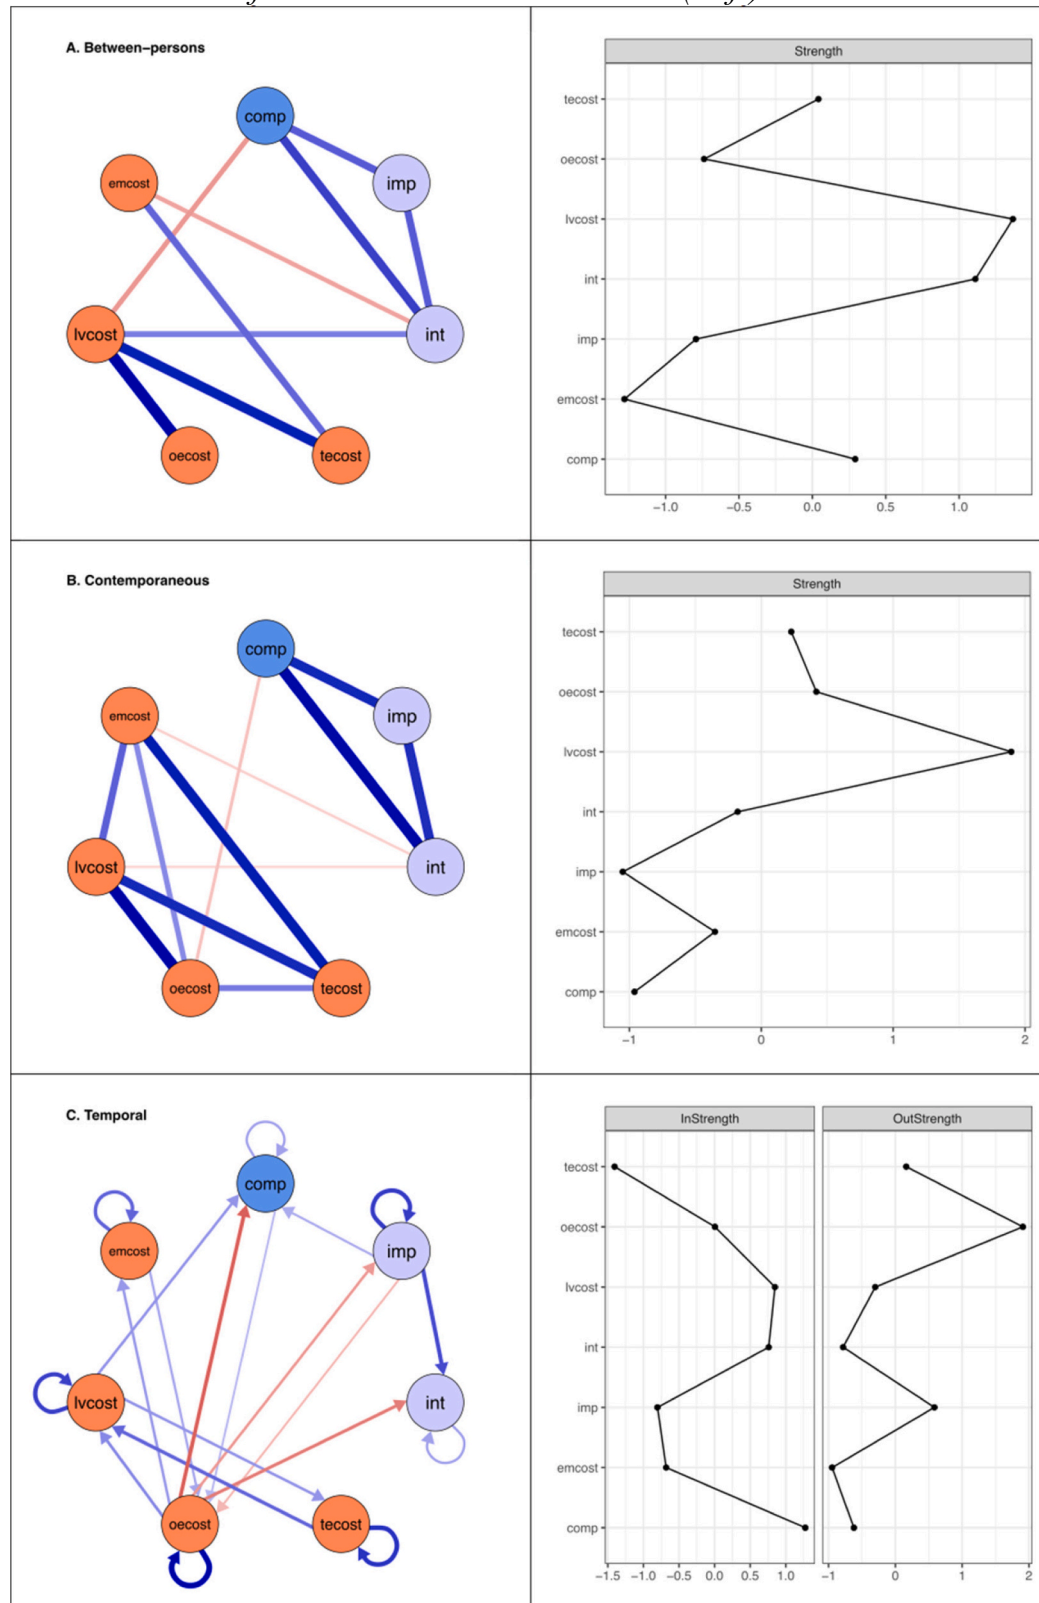 A. Between–persons
comp
emcost
imp
lvcost
int
oecost
tecost
Strength
tecost
oecost
lvcost
int
imp
emcost
comp
−1.0 −0.5 0.0 0.5 1.0
B. Contemporaneous
comp
emcost
imp
lvcost
int
oecost
tecost
Strength
tecost
oecost
lvcost
int
imp
emcost
comp
−1 0 1 2
C. Temporal
comp
emcost
imp
lvcost
int
oecost
tecost
InStrength OutStrength
tecost
oecost
lvcost
int
imp
emcost
comp
−1.5 −1.0 −0.5 0.0 0.5 1.0 −1 0 1 2